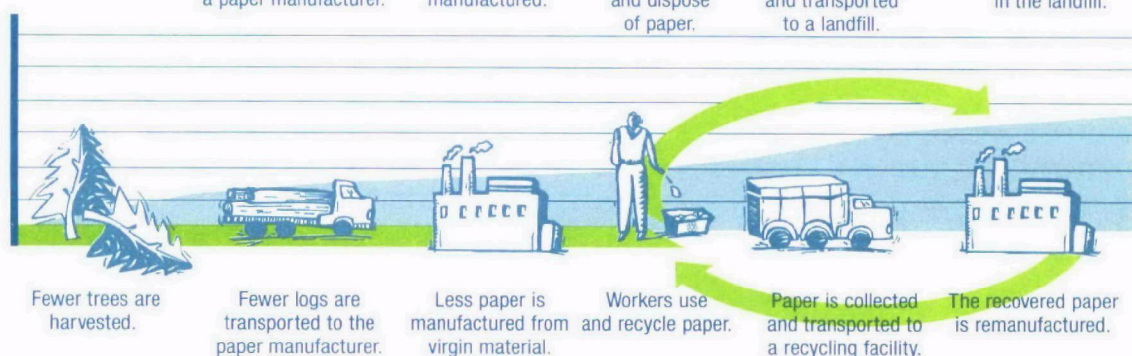 a paper manufacturer.
manufactured.
and dispose
of paper.
and transported
to a landfill.
in the landfill.
Fewer trees are
harvested.
Fewer logs are
transported to the
paper manufacturer.
Less paper is
manufactured from
virgin material.
Workers use
and recycle paper.
Paper is collected
and transported to
a recycling facility.
The recovered paper
is remanufactured.